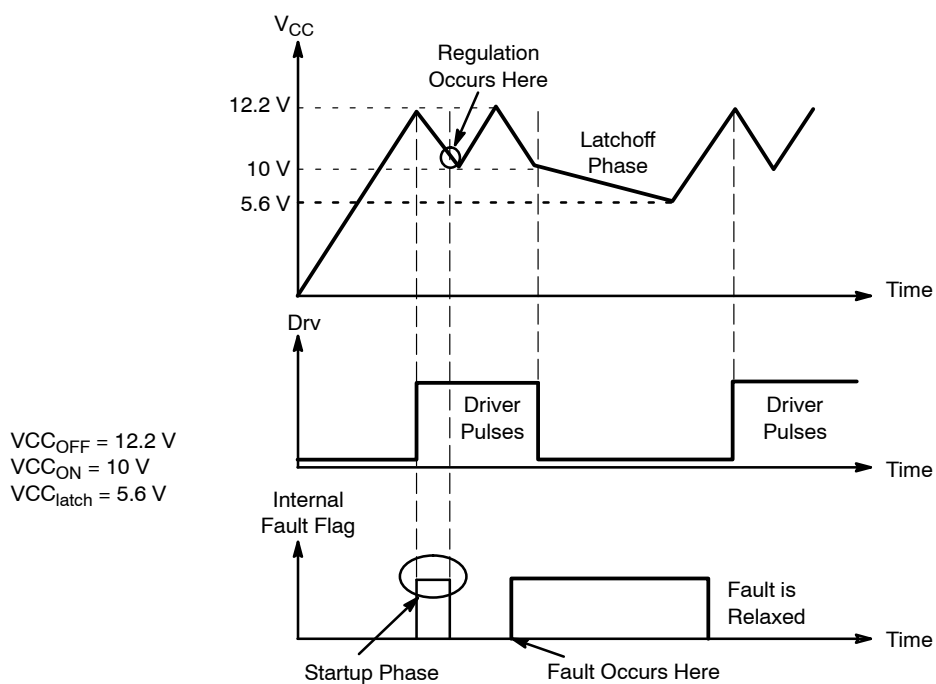 VCC
Regulation
Occurs Here
12.2 V
Latchoff
Phase
10 V
5.6 V
Time
Drv
Driver
Pulses
Driver
Pulses
VCCOFF = 12.2 V
VCCON = 10 V
VCClatch = 5.6 V
Time
Internal
Fault Flag
Fault is
Relaxed
Time
Startup Phase
Fault Occurs Here